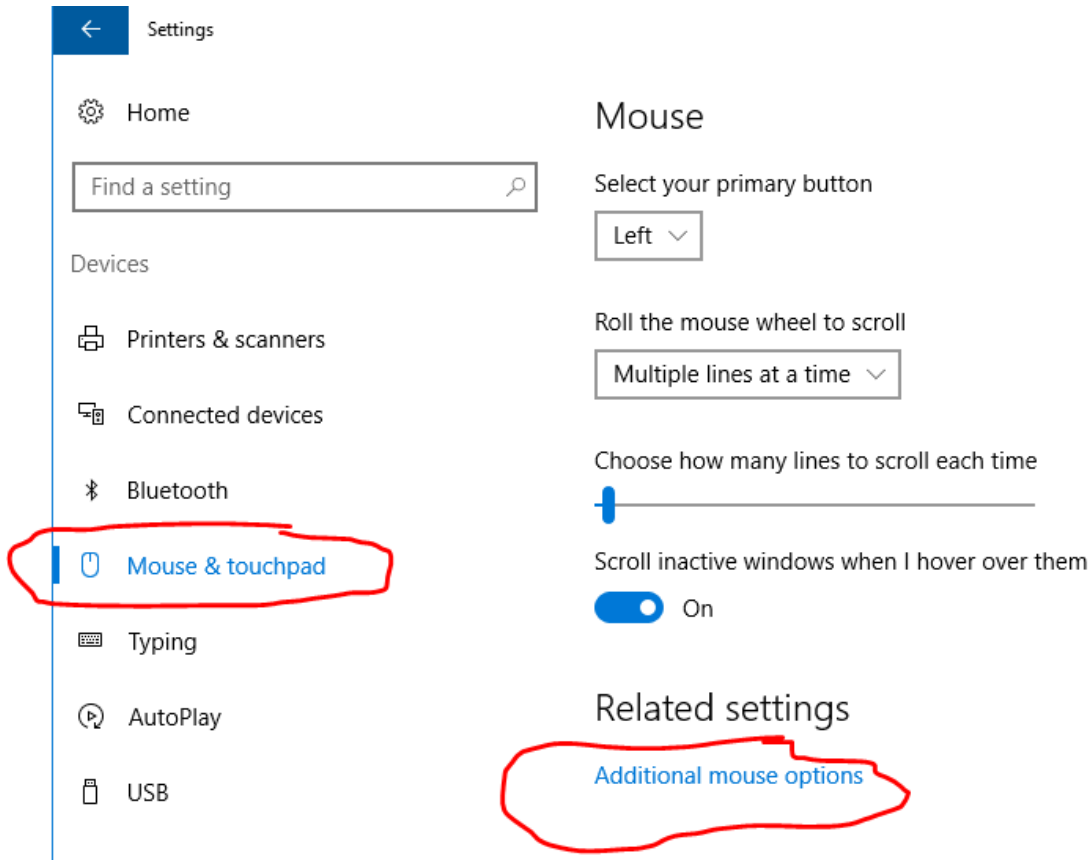 Settings
Home
Find a setting
Devices
Printers & scanners
Connected devices
Bluetooth
Mouse & touchpad
Typing
AutoPlay
USB
Mouse
Select your primary button
Left
Roll the mouse wheel to scroll
Multiple lines at a time
Choose how many lines to scroll each time
Scroll inactive windows when I hover over them
On
Related settings
Additional mouse options